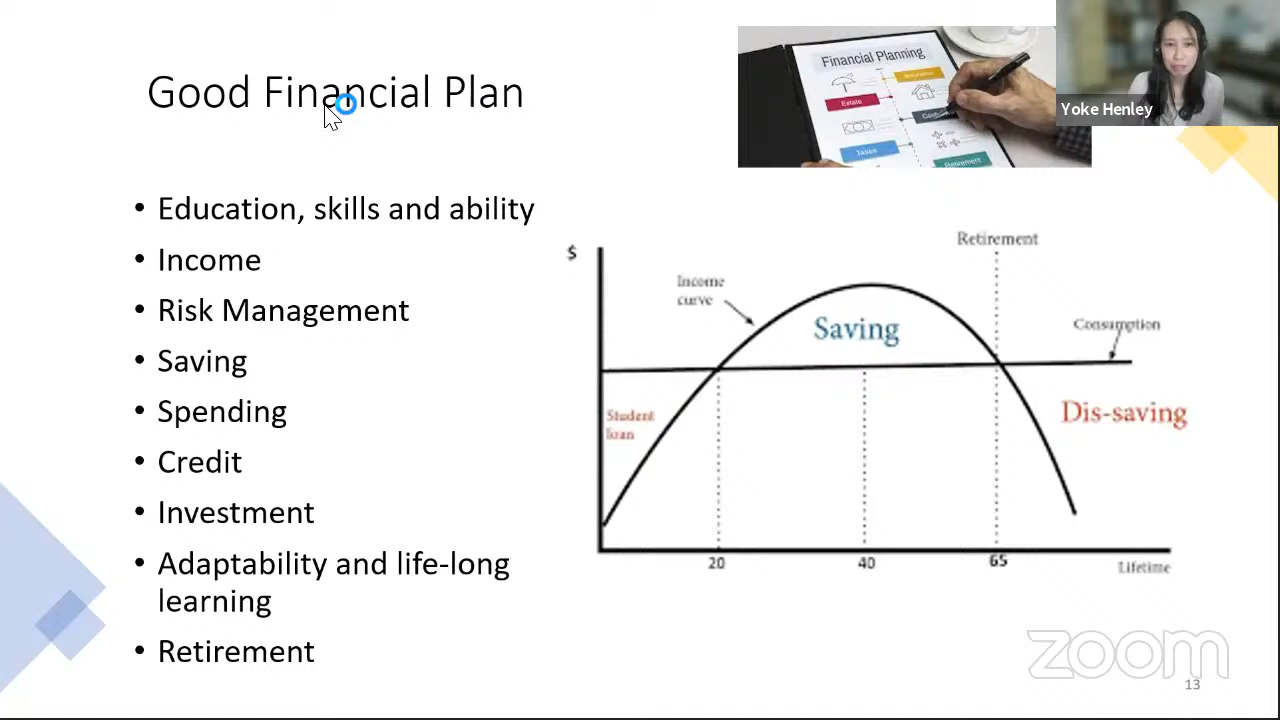 Good Financial Plan
Financial Planning
Estate
Taxes
Retirement
Yoke Henley
• Education, skills and ability
• Income
• Risk Management
• Saving
• Spending
• Credit
• Investment
• Adaptability and life-long
learning
• Retirement
$
Income
curve
Retirement
Saving
Consumption
Student
loan
Dis-saving
20
40
65
Lifetime
zoom
13